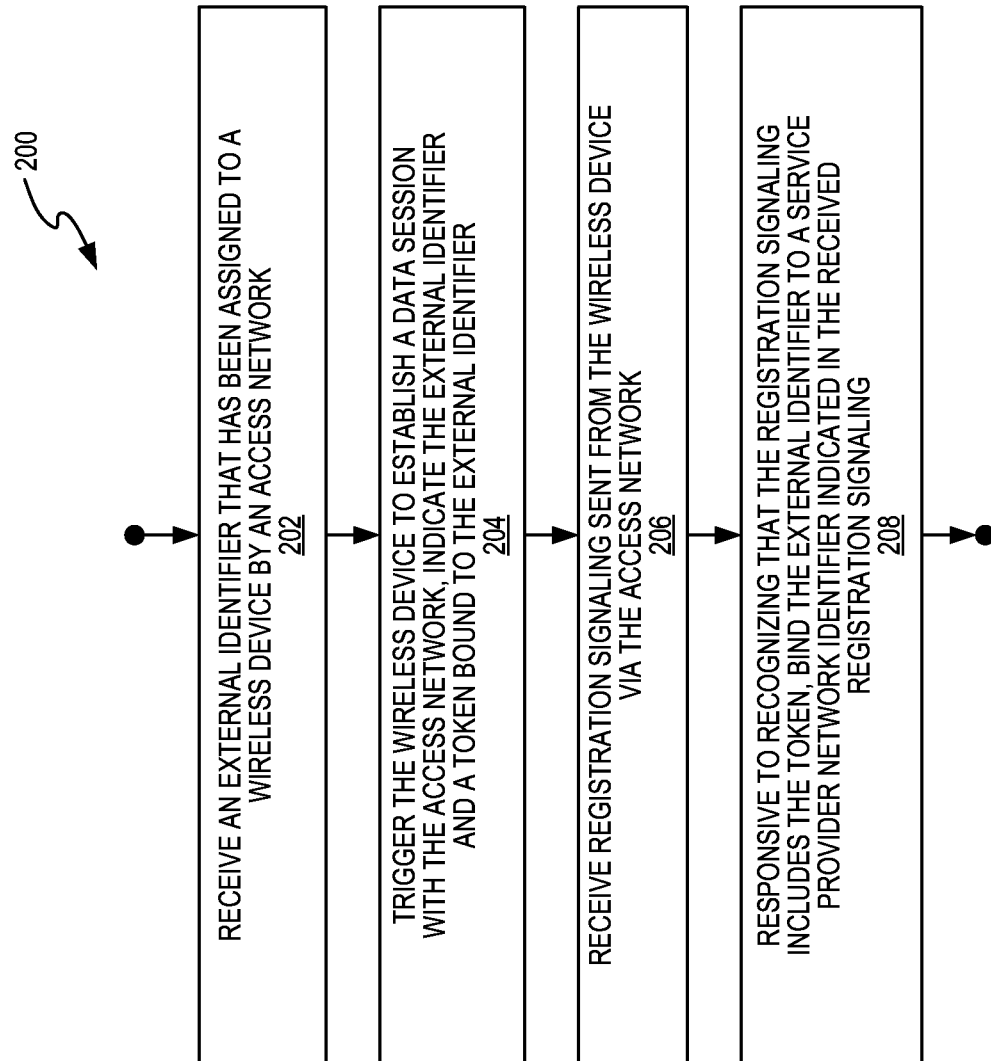 200
RECEIVE AN EXTERNAL IDENTIFIER THAT HAS BEEN ASSIGNED TO A
WIRELESS DEVICE BY AN ACCESS NETWORK
202
TRIGGER THE WIRELESS DEVICE TO ESTABLISH A DATA SESSION
WITH THE ACCESS NETWORK, INDICATE THE EXTERNAL IDENTIFIER
AND A TOKEN BOUND TO THE EXTERNAL IDENTIFIER
204
RECEIVE REGISTRATION SIGNALING SENT FROM THE WIRELESS DEVICE
VIA THE ACCESS NETWORK
206
RESPONSIVE TO RECOGNIZING THAT THE REGISTRATION SIGNALING
INCLUDES THE TOKEN, BIND THE EXTERNAL IDENTIFIER TO A SERVICE
PROVIDER NETWORK IDENTIFIER INDICATED IN THE RECEIVED
REGISTRATION SIGNALING
208